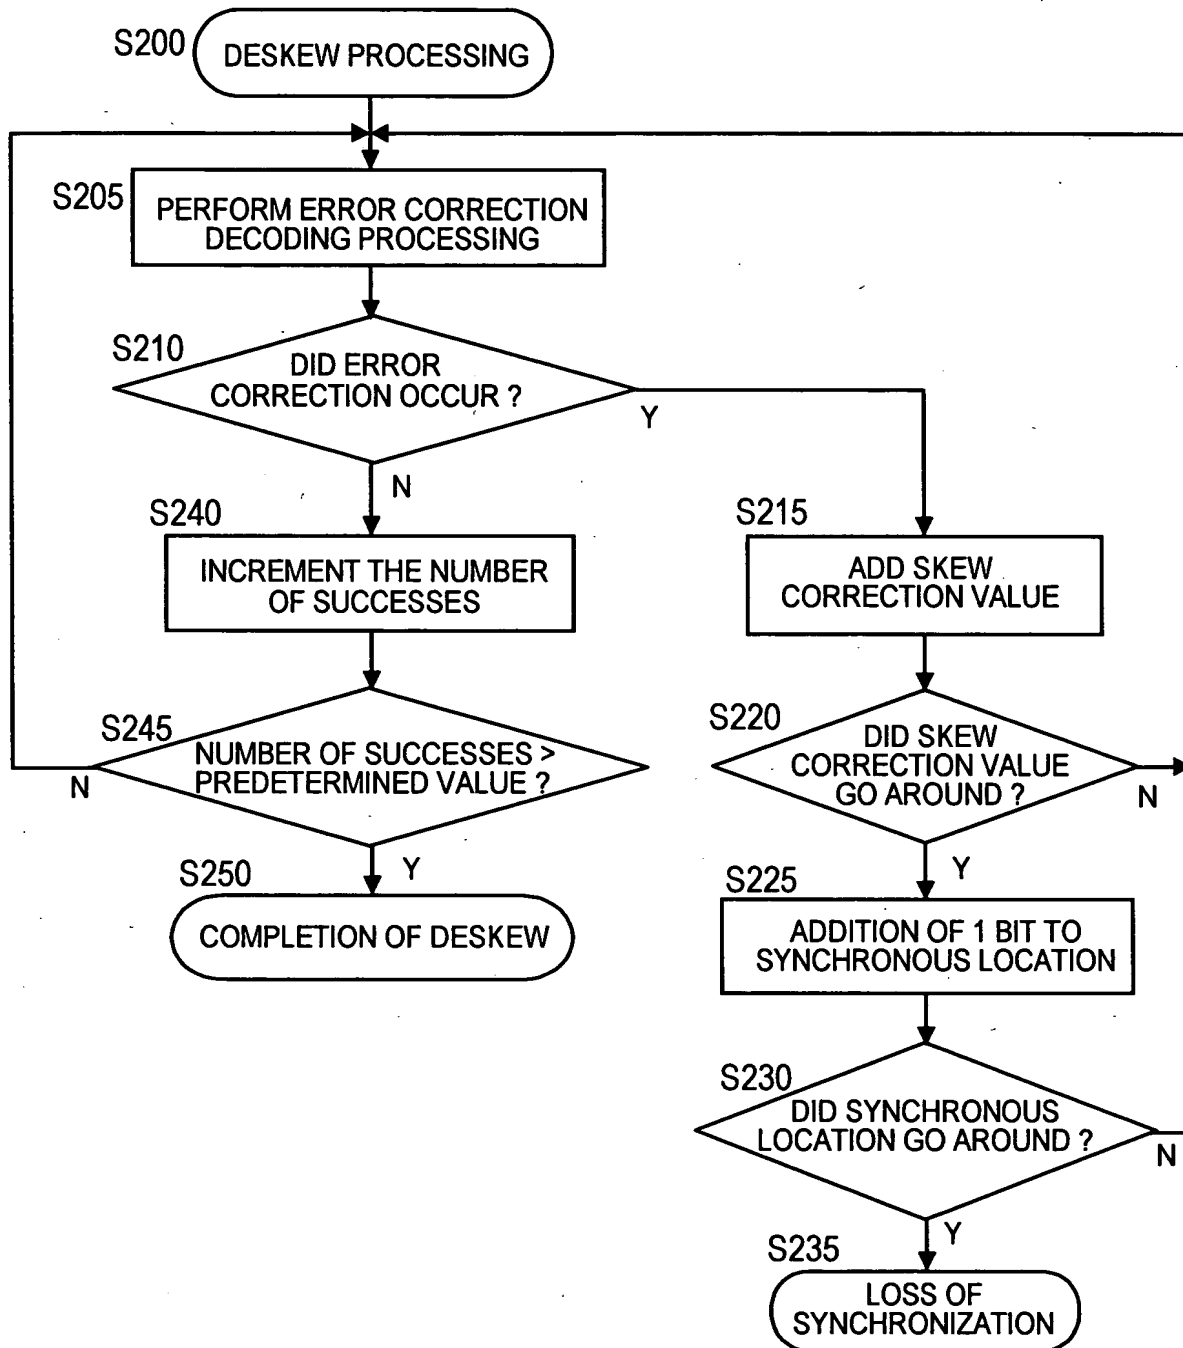 S200
DESKEW PROCESSING
S205
PERFORM ERROR CORRECTION
DECODING PROCESSING
S210
DID ERROR
CORRECTION OCCUR ?
Y
N
S240
INCREMENT THE NUMBER
OF SUCCESSES
S215
ADD SKEW
CORRECTION VALUE
S245
NUMBER OF SUCCESSES >
PREDETERMINED VALUE ?
N
Y
S220
DID SKEW
CORRECTION VALUE
GO AROUND ?
N
Y
S250
COMPLETION OF DESKEW
S225
ADDITION OF 1 BIT TO
SYNCHRONOUS LOCATION
S230
DID SYNCHRONOUS
LOCATION GO AROUND ?
N
Y
S235
LOSS OF
SYNCHRONIZATION